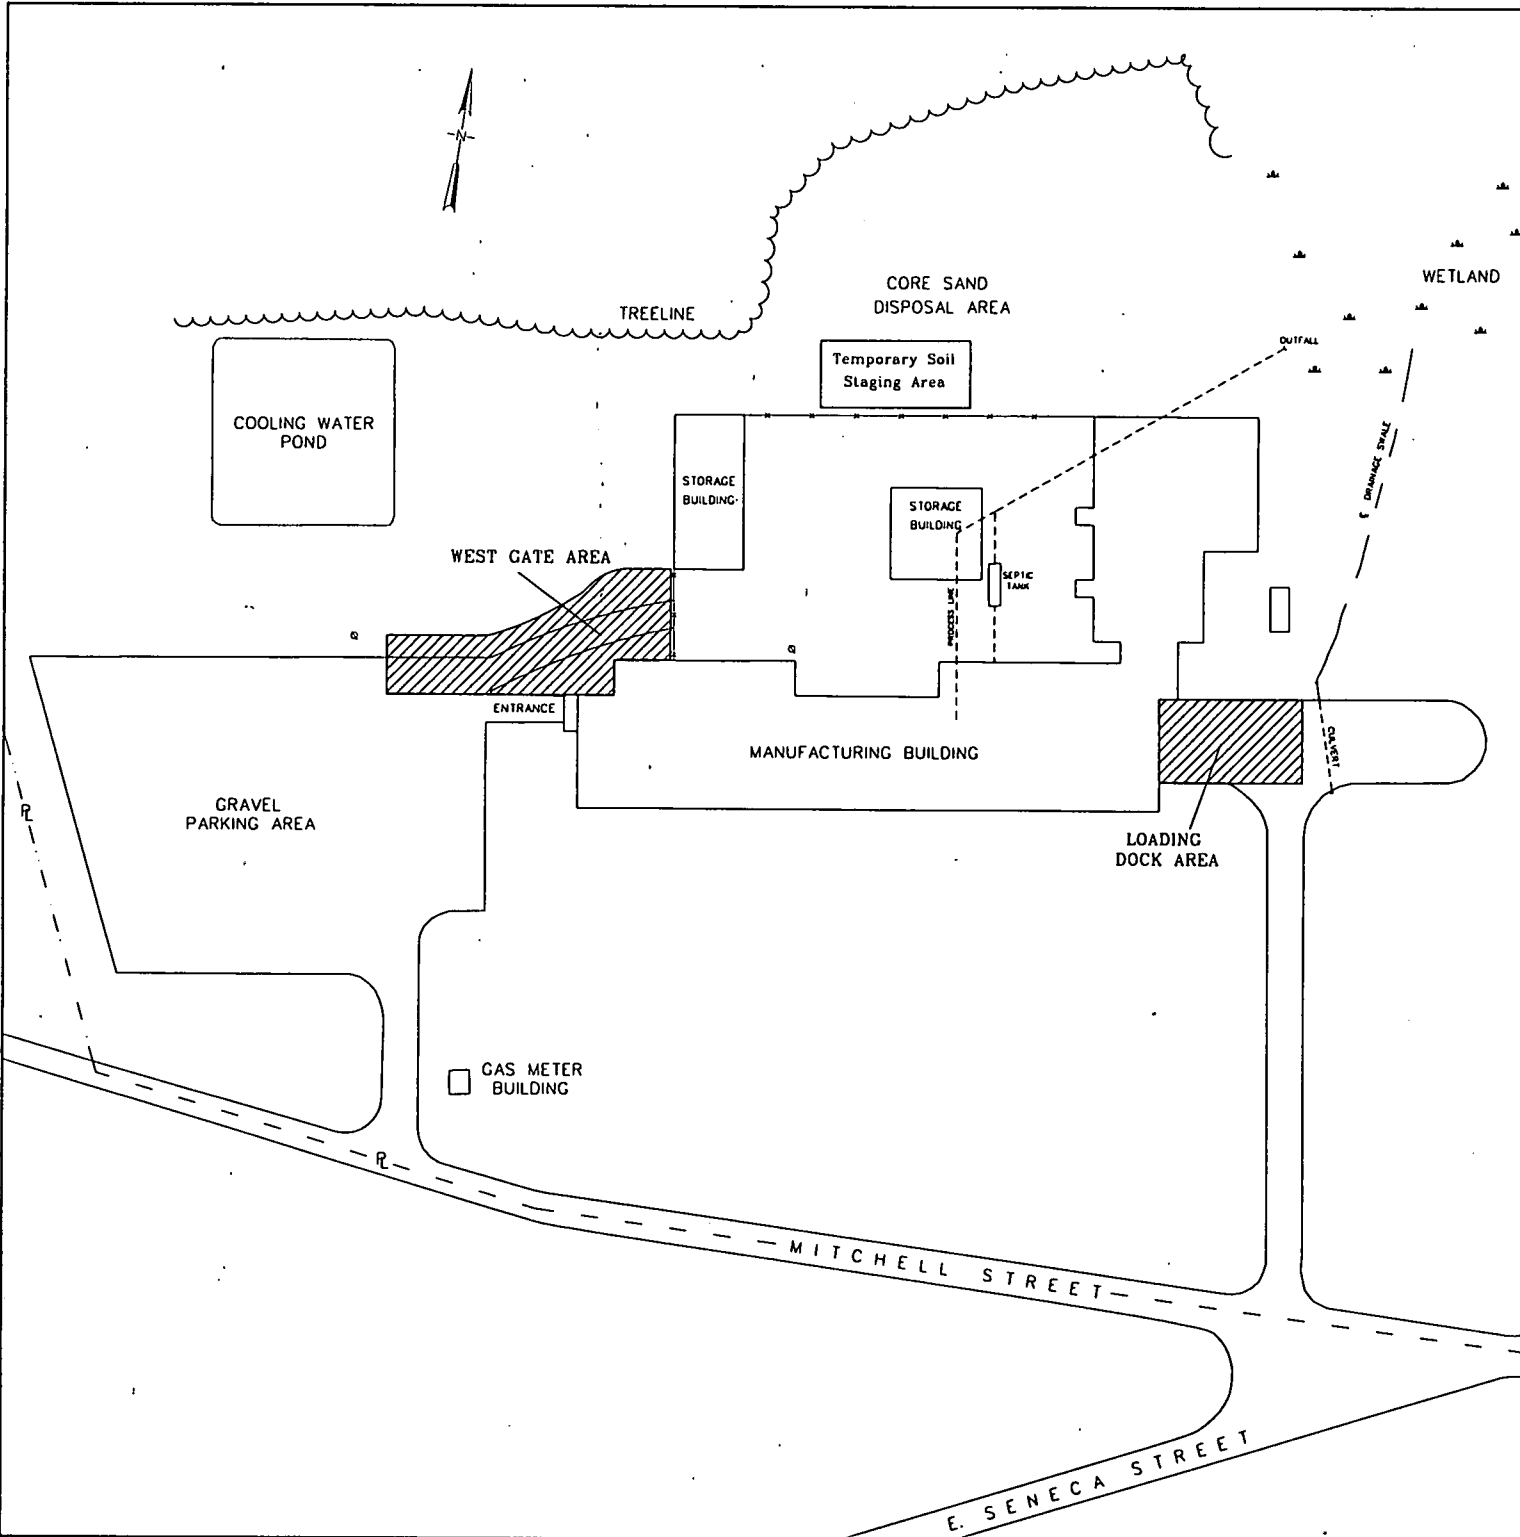 N
CORE SAND
DISPOSAL AREA
WETLAND
TREELINE
OUTFALL
Temporary Soil
Staging Area
COOLING WATER
POND
STORAGE
BUILDING
STORAGE
BUILDING
℄ DRAINAGE SWALE
WEST GATE AREA
SEPTIC
TANK
PROCESS LINE
ENTRANCE
MANUFACTURING BUILDING
CULVERT
GRAVEL
PARKING AREA
PL
LOADING
DOCK AREA
GAS METER
BUILDING
PL
MITCHELL STREET
E. SENECA STREET